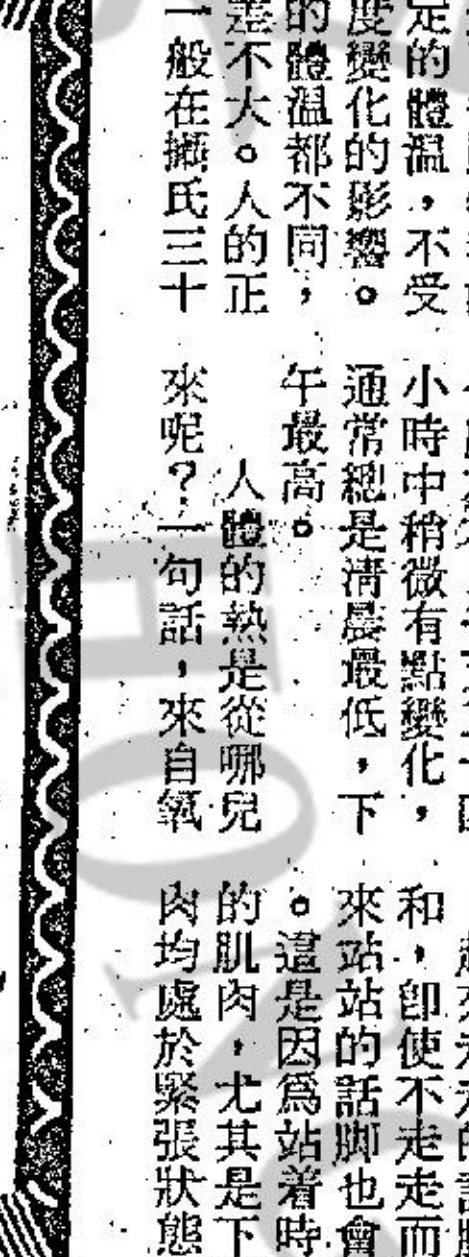 定的體溫，不受
度變化的影響。
的體溫都不同，
差不大。人的正
一般在攝氏三十
小時中稍微有點變化，
通常總是清晨最低，下
午最高。
人體的熱是從哪兒
來呢？一句話，來自氧
和，卽使不走走而
來站站的話脚也會
。這是因爲站着時
的肌肉，尤其是下
肉均處於緊張狀態